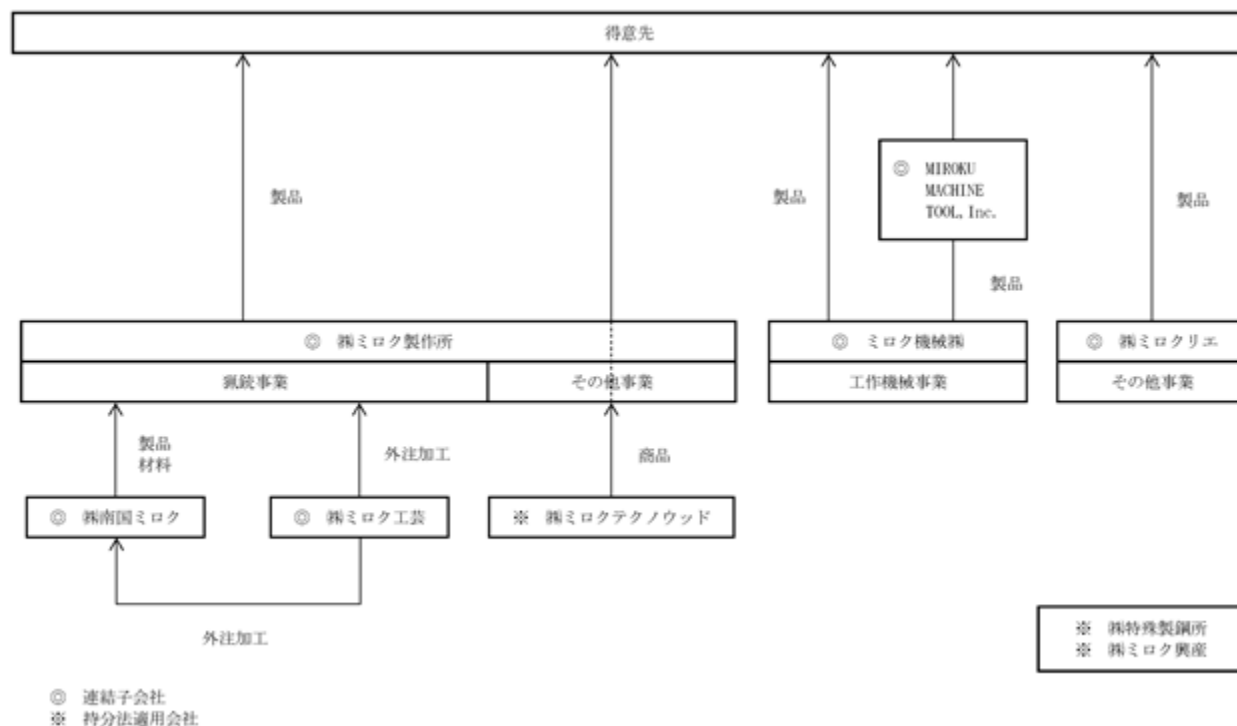 得意先
製品
製品
◎ MIROKU
MACHINE
TOOL, Inc.
製品
製品
◎ ㈱ミロク製作所
◎ ミロク機械㈱
◎ ㈱ミロクリエ
猟銃事業
その他事業
工作機械事業
その他事業
製品
材料
外注加工
商品
◎ ㈱南国ミロク
◎ ㈱ミロク工芸
※ ㈱ミロクテクノウッド
外注加工
※ ㈱特殊製鋼所
※ ㈱ミロク興産
◎ 連結子会社
※ 持分法適用会社